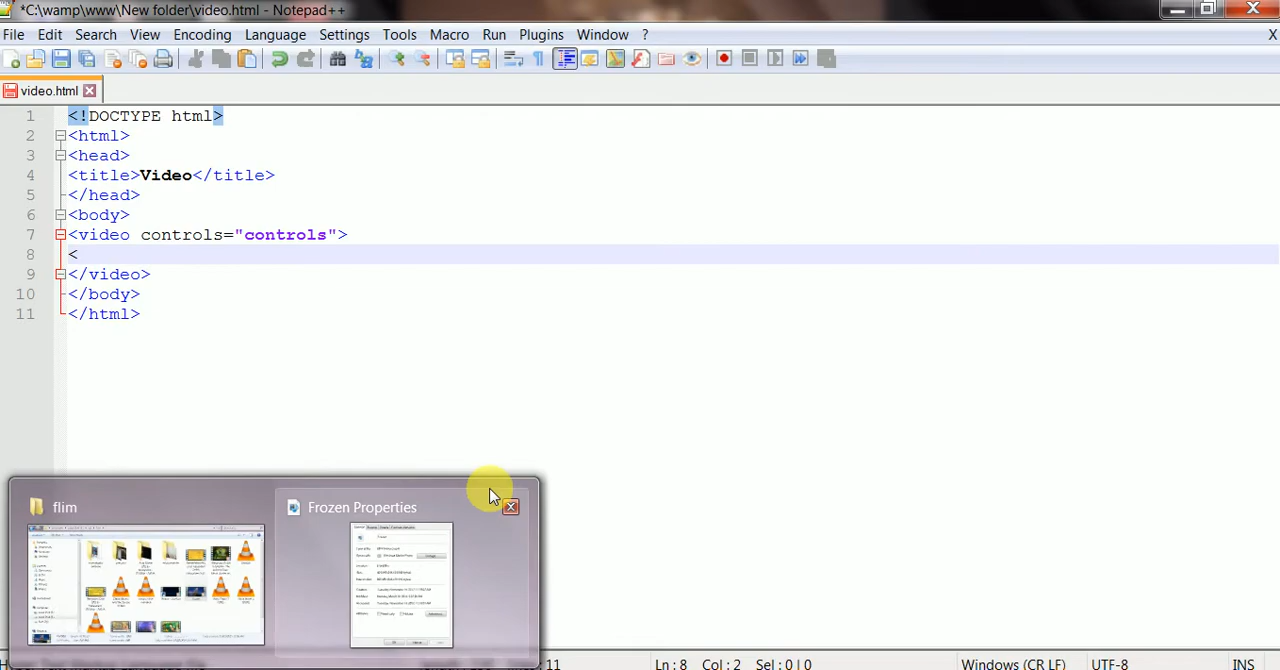 *C:\wamp\www\New folder\video.html - Notepad++
File Edit Search View Encoding Language Settings Tools Macro Run Plugins Window ? X
video.html
1 <!DOCTYPE html>
2 <html>
3 <head>
4 <title>Video</title>
5 </head>
6 <body>
7 <video controls="controls">
8 <
9 </video>
10 </body>
11 </html>
flim
Frozen Properties
11 Ln : 8 Col : 2 Sel : 0 | 0 Windows (CR LF) UTF-8 INS